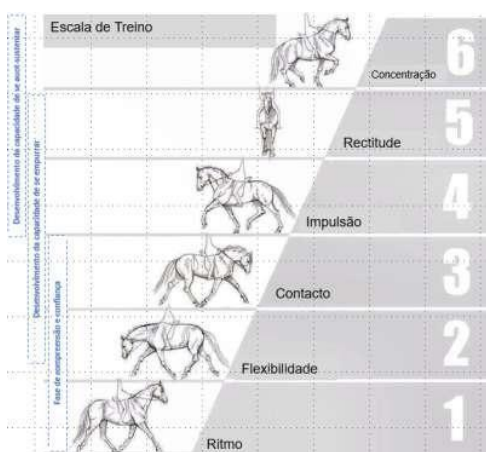 Escala de Treino
6
Concentração
5
Rectitude
4
Impulsão
3
Contacto
2
Flexibilidade
1
Ritmo
Desenvolvimento da capacidade de se auot-sustentar
Desenvolvimento da capacidade de se empurrar
Fase de compreensão e confiança